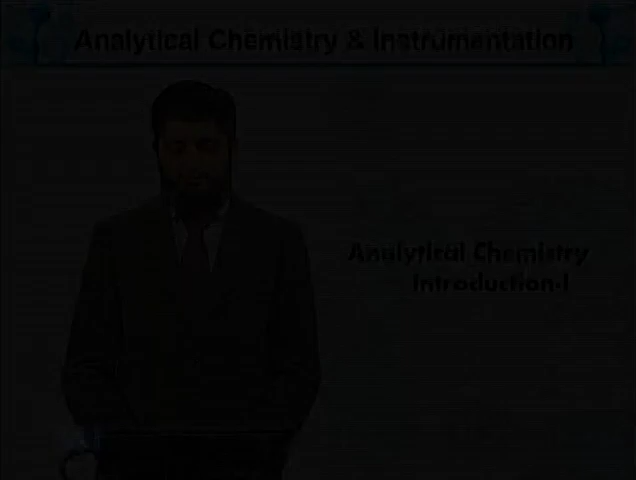 Analytical Chemistry & Instrumentation
Analytical Chemistry
Introduction-I